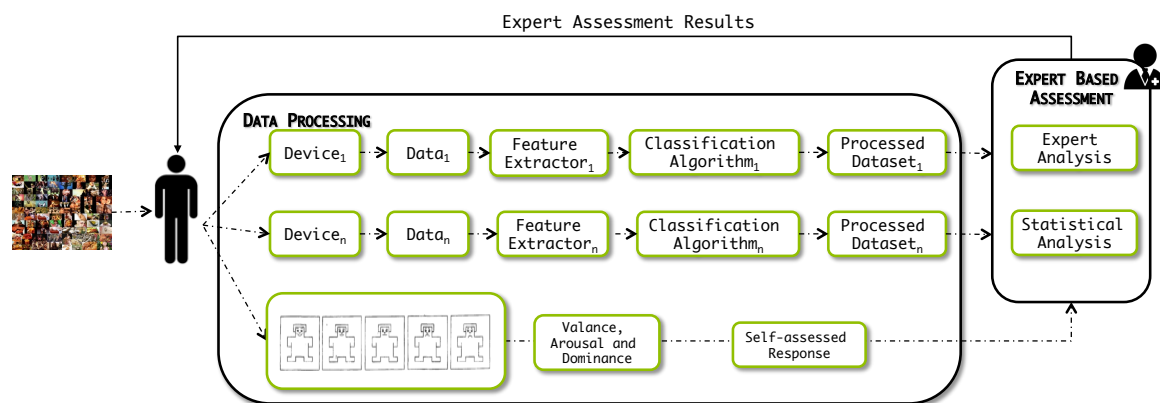 Expert Assessment Results
EXPERT BASED
ASSESSMENT
DATA PROCESSING
Device1
Data1
Feature
Extractor1
Classification
Algorithm1
Processed
Dataset1
Expert
Analysis
Devicen
Datan
Feature
Extractorn
Classification
Algorithmn
Processed
Datasetn
Statistical
Analysis
Valance,
Arousal and
Dominance
Self-assessed
Response